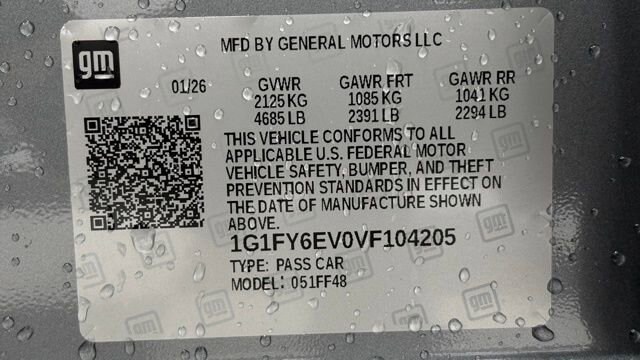 gm
MFD BY GENERAL MOTORS LLC
01/26 GVWR GAWR FRT GAWR RR
2125 KG 1085 KG 1041 KG
4685 LB 2391 LB 2294 LB
THIS VEHICLE CONFORMS TO ALL
APPLICABLE U.S. FEDERAL MOTOR
VEHICLE SAFETY, BUMPER, AND THEFT
PREVENTION STANDARDS IN EFFECT ON
THE DATE OF MANUFACTURE SHOWN
ABOVE.
1G1FY6EV0VF104205
TYPE: PASS CAR
MODEL: 051FF48